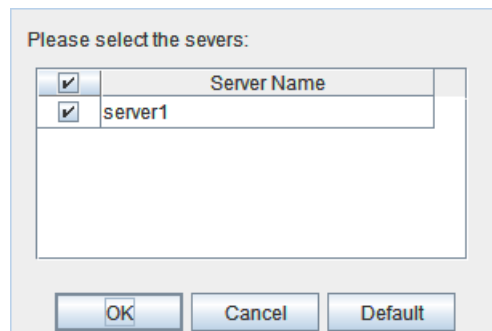 Please select the severs:
Server Name
server1
OK Cancel Default